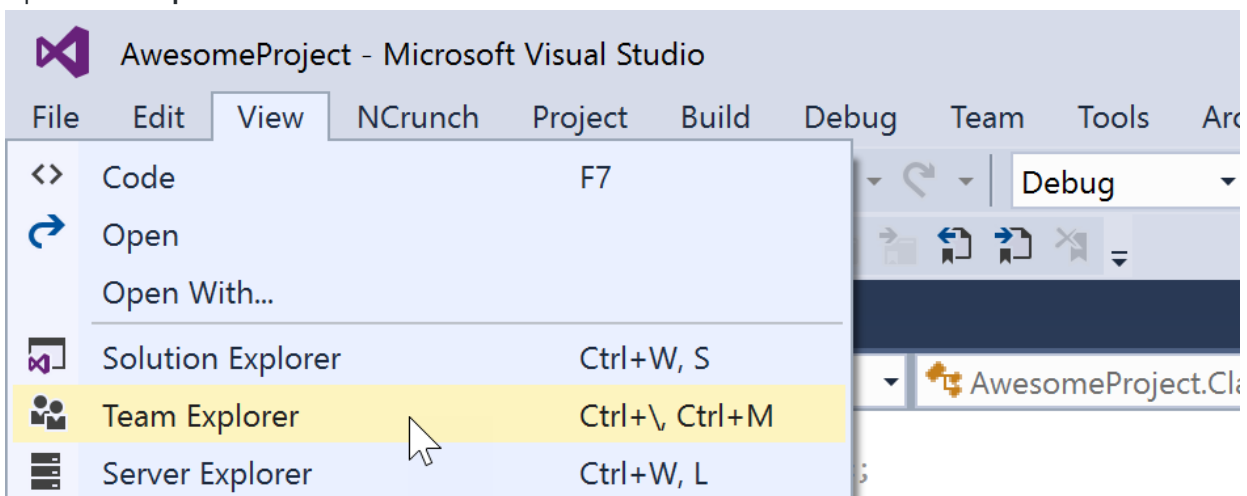 AwesomeProject - Microsoft Visual Studio
File Edit View NCrunch Project Build Debug Team Tools
Code F7
Debug
Open
Open With...
Solution Explorer Ctrl+W, S
AwesomeProject.Cla
Team Explorer Ctrl+\, Ctrl+M
Server Explorer Ctrl+W, L
;